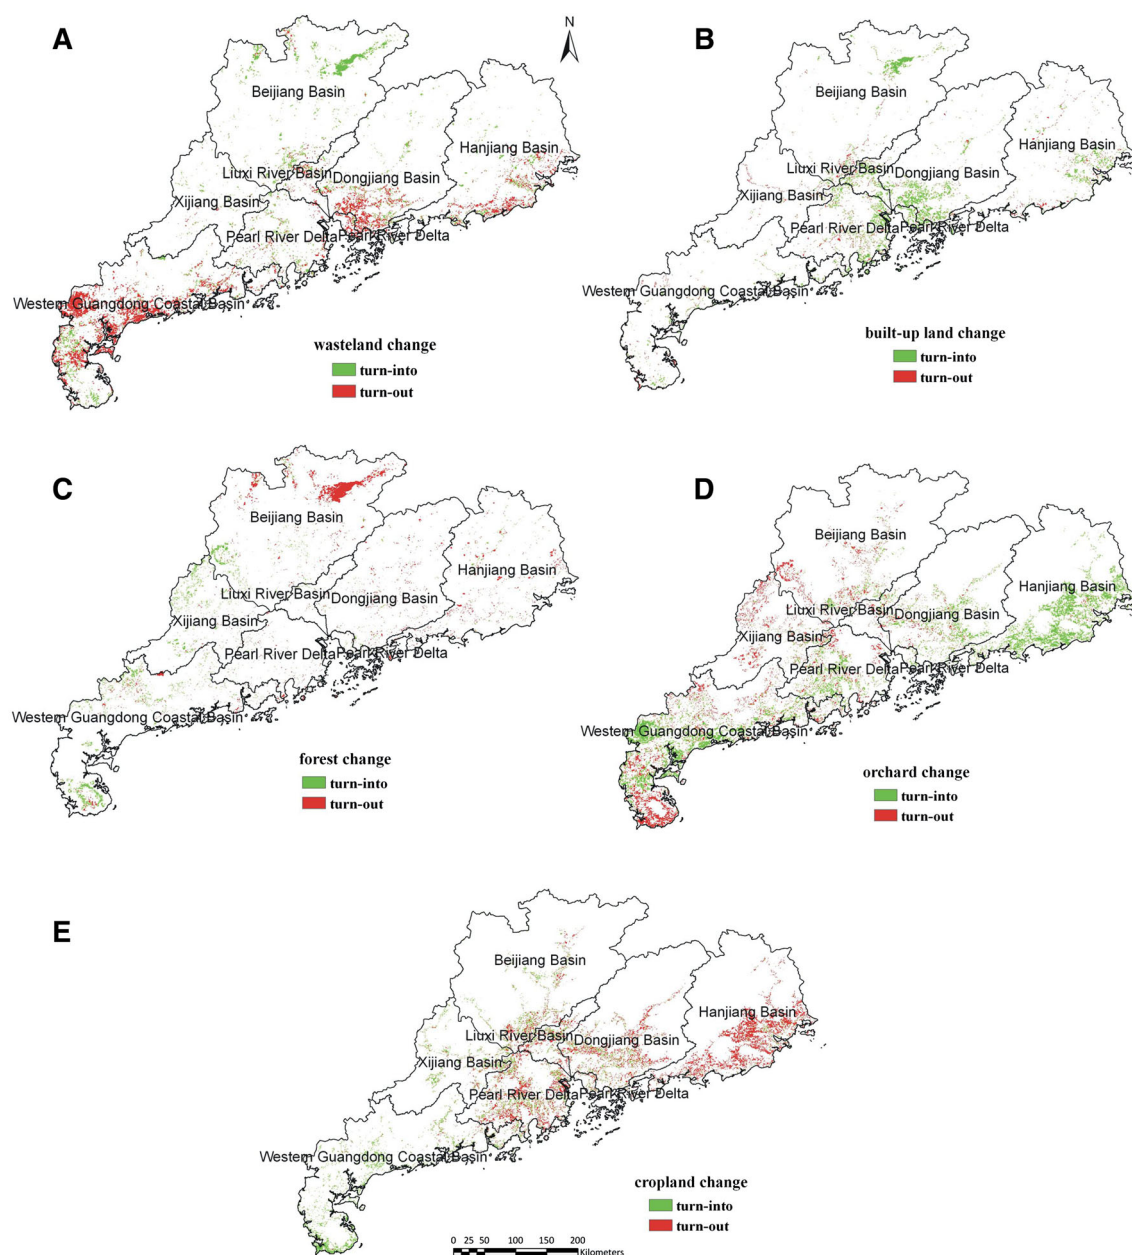 A
N
Beijiang Basin
Hanjiang Basin
Liuxi River Basin
Dongjiang Basin
Xijiang Basin
Pearl River Delta
Pearl River Delta
Western Guangdong Coastal Basin
wasteland change
turn-into
turn-out
B
Beijiang Basin
Hanjiang Basin
Liuxi River Basin
Dongjiang Basin
Xijiang Basin
Pearl River Delta
Pearl River Delta
Western Guangdong Coastal Basin
built-up land change
turn-into
turn-out
C
Beijiang Basin
Hanjiang Basin
Liuxi River Basin
Dongjiang Basin
Xijiang Basin
Pearl River Delta
Pearl River Delta
Western Guangdong Coastal Basin
forest change
turn-into
turn-out
D
Beijiang Basin
Hanjiang Basin
Liuxi River Basin
Dongjiang Basin
Xijiang Basin
Pearl River Delta
Pearl River Delta
Western Guangdong Coastal Basin
orchard change
turn-into
turn-out
E
Beijiang Basin
Hanjiang Basin
Liuxi River Basin
Dongjiang Basin
Xijiang Basin
Pearl River Delta
Pearl River Delta
Western Guangdong Coastal Basin
cropland change
turn-into
turn-out
0 25 50 100 150 200
Kilometers